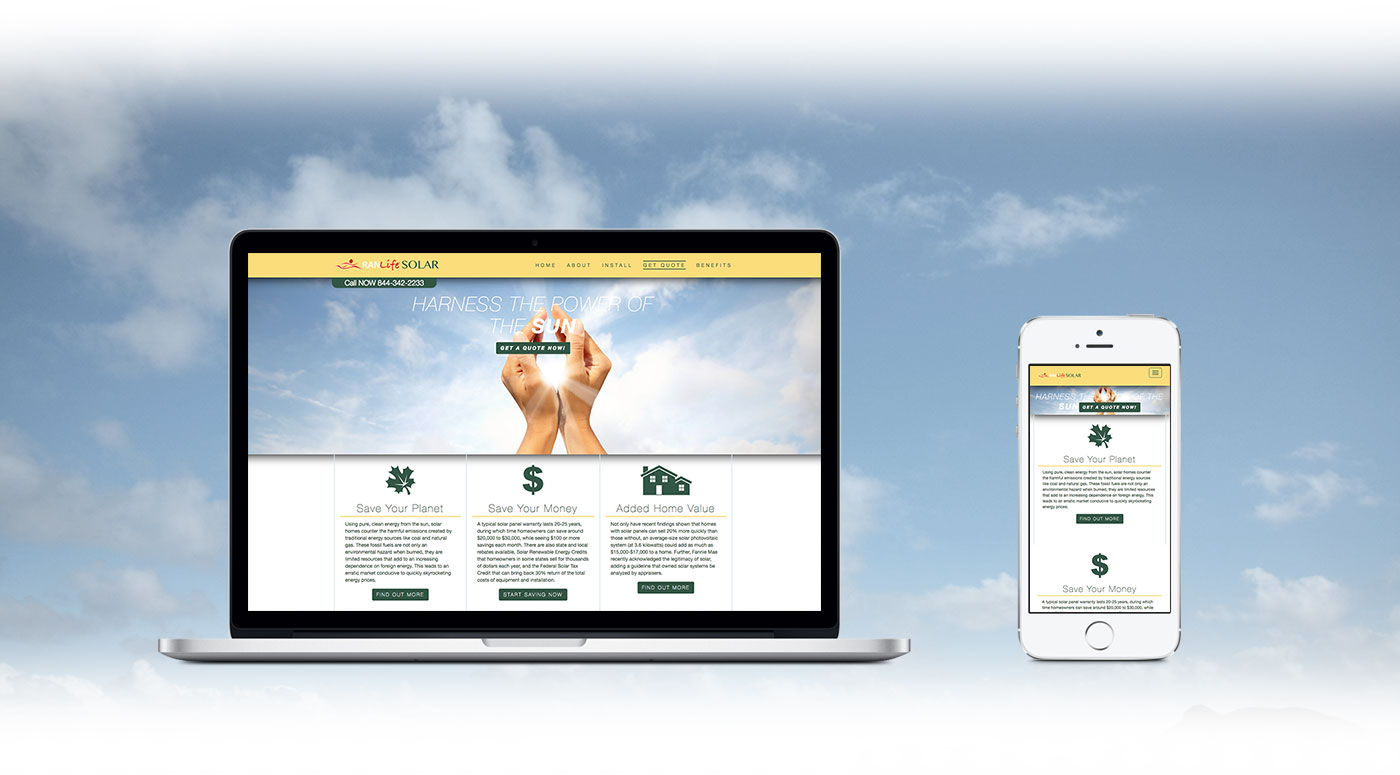 RANLife SOLAR
HOME ABOUT INSTALL GET QUOTE BENEFITS
Call NOW 844-342-2233
HARNESS THE POWER OF
THE SUN
GET A QUOTE NOW!
Save Your Planet
Using pure, clean energy from the sun, solar
homes counter the harmful emissions created by
traditional energy sources like coal and natural
gas. These fossil fuels are not only an
environmental hazard when burned, they are
limited resources that add to an increasing
dependence on foreign energy. This leads to an
erratic market conducive to quickly skyrocketing
energy prices.
FIND OUT MORE
Save Your Money
A typical solar panel warranty lasts 20-25 years,
during which time homeowners can save around
$20,000 to $30,000, while seeing $100 or more
savings each month. There are also state and local
rebates available, Solar Renewable Energy Credits
that homeowners in some states sell for thousands
of dollars each year, and the Federal Solar Tax
Credit that can bring back 30% return of the total
costs of equipment and installation.
START SAVING NOW
Added Home Value
Not only have recent findings shown that homes
with solar panels can sell 20% more quickly than
those without, an average-size solar photovoltaic
system (at 3.6 kilowatts) could add as much as
$15,000-$17,000 to a home. Further, Fannie Mae
recently acknowledged the legitimacy of solar,
adding a guideline that owned solar systems be
analyzed by appraisers.
FIND OUT MORE
RANLife SOLAR
HARNESS THE POWER OF THE
SUN
GET A QUOTE NOW!
Save Your Planet
Using pure, clean energy from the sun, solar homes counter
the harmful emissions created by traditional energy sources
like coal and natural gas. These fossil fuels are not only an
environmental hazard when burned, they are limited resources
that add to an increasing dependence on foreign energy. This
leads to an erratic market conducive to quickly skyrocketing
energy prices.
FIND OUT MORE
Save Your Money
A typical solar panel warranty lasts 20-25 years, during which
time homeowners can save around $20,000 to $30,000, while